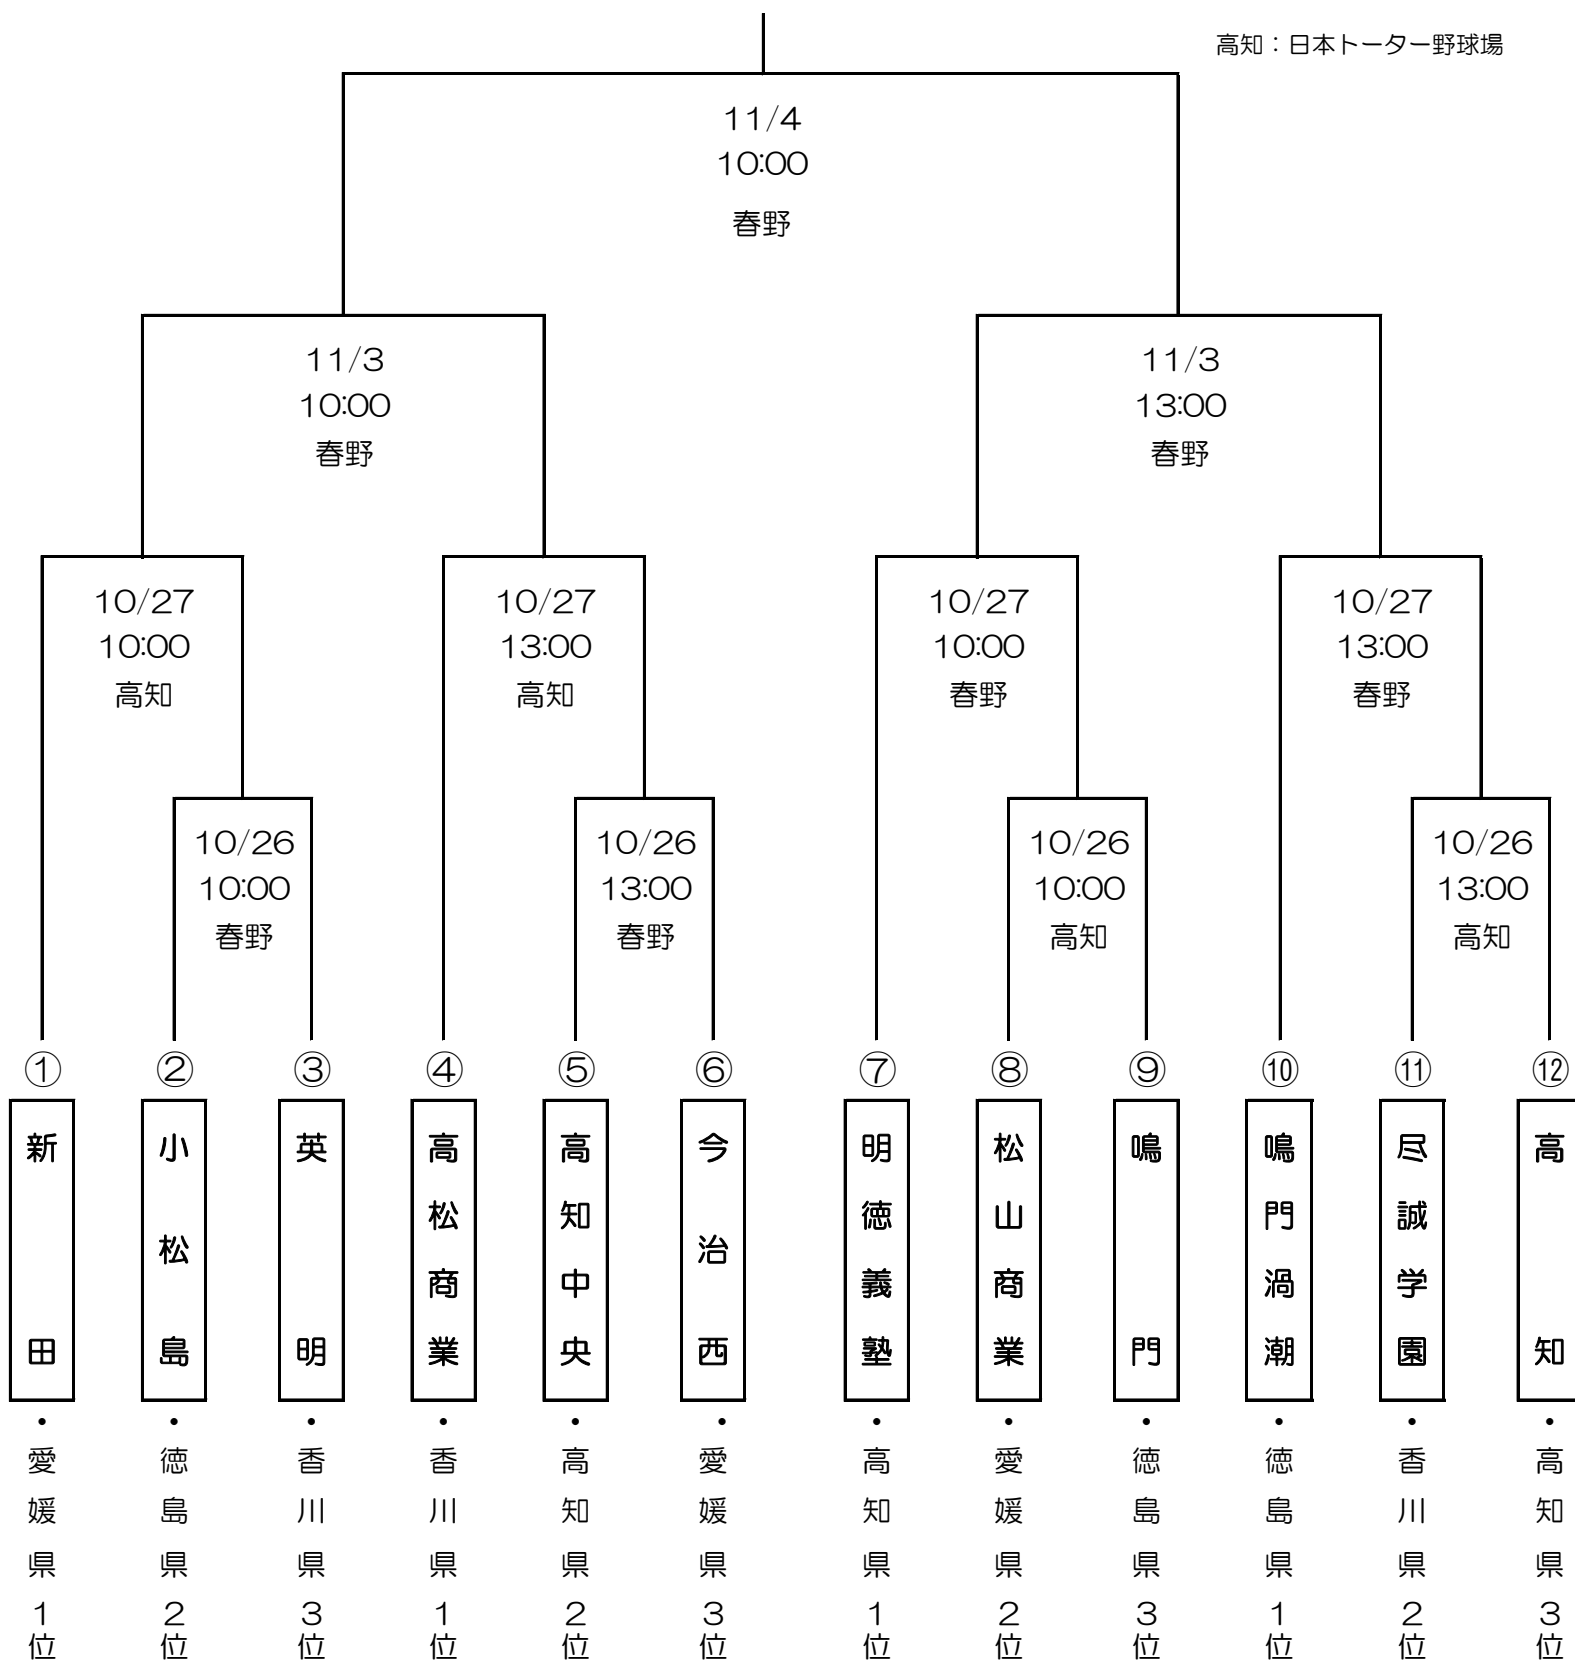 高知：日本トーター野球場
11/4
10:00
春野
11/3
10:00
春野
11/3
13:00
春野
10/27
10:00
高知
10/27
13:00
高知
10/27
10:00
春野
10/27
13:00
春野
10/26
10:00
春野
10/26
13:00
春野
10/26
10:00
高知
10/26
13:00
高知
①
新田
・愛媛県1位
②
小松島
・徳島県2位
③
英明
・香川県3位
④
高松商業
・香川県1位
⑤
高知中央
・高知県2位
⑥
今治西
・愛媛県3位
⑦
明徳義塾
・高知県1位
⑧
松山商業
・愛媛県2位
⑨
鳴門
・徳島県3位
⑩
鳴門渦潮
・徳島県1位
⑪
尽誠学園
・香川県2位
⑫
高知
・高知県3位